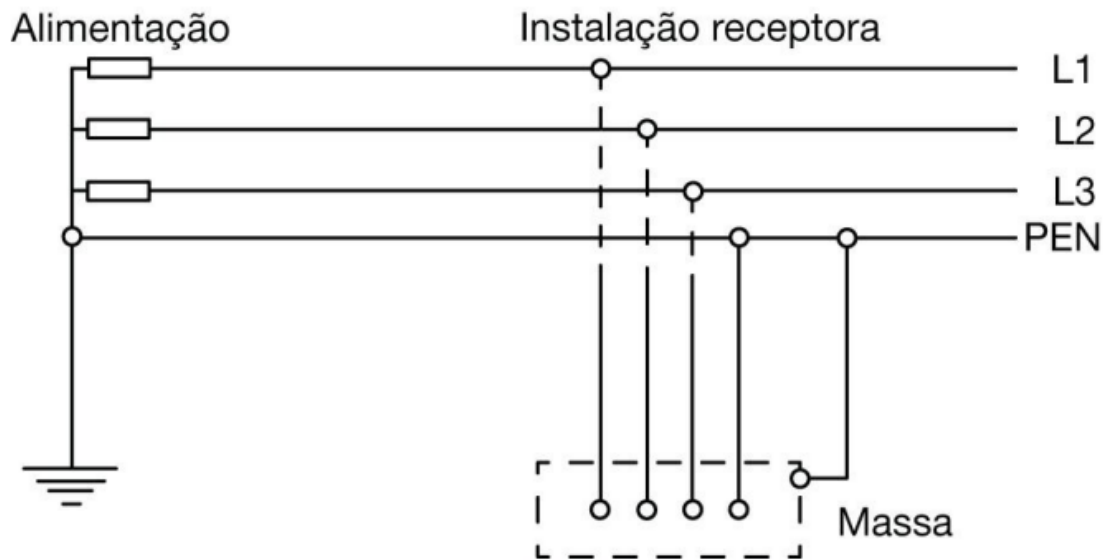 Alimentação
Instalação receptora
L1
L2
L3
PEN
Massa